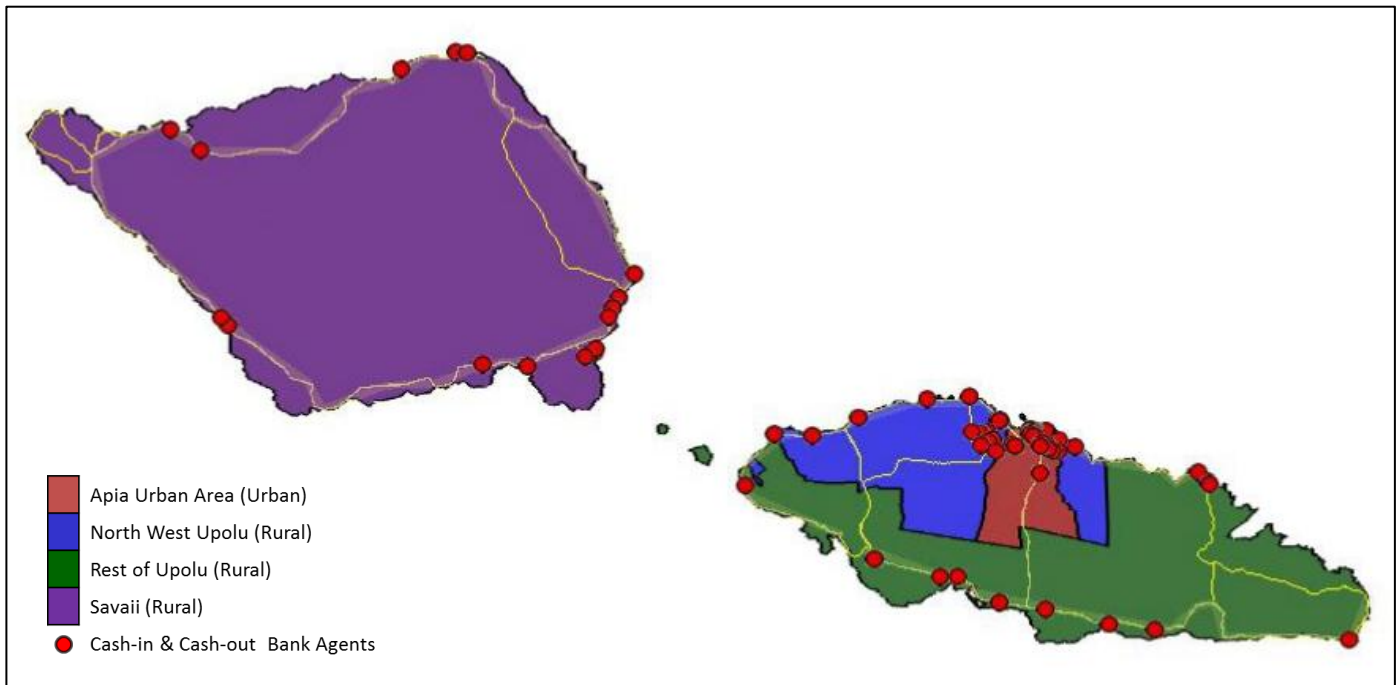 Apia Urban Area (Urban)
North West Upolu (Rural)
Rest of Upolu (Rural)
Savaii (Rural)
Cash-in & Cash-out Bank Agents